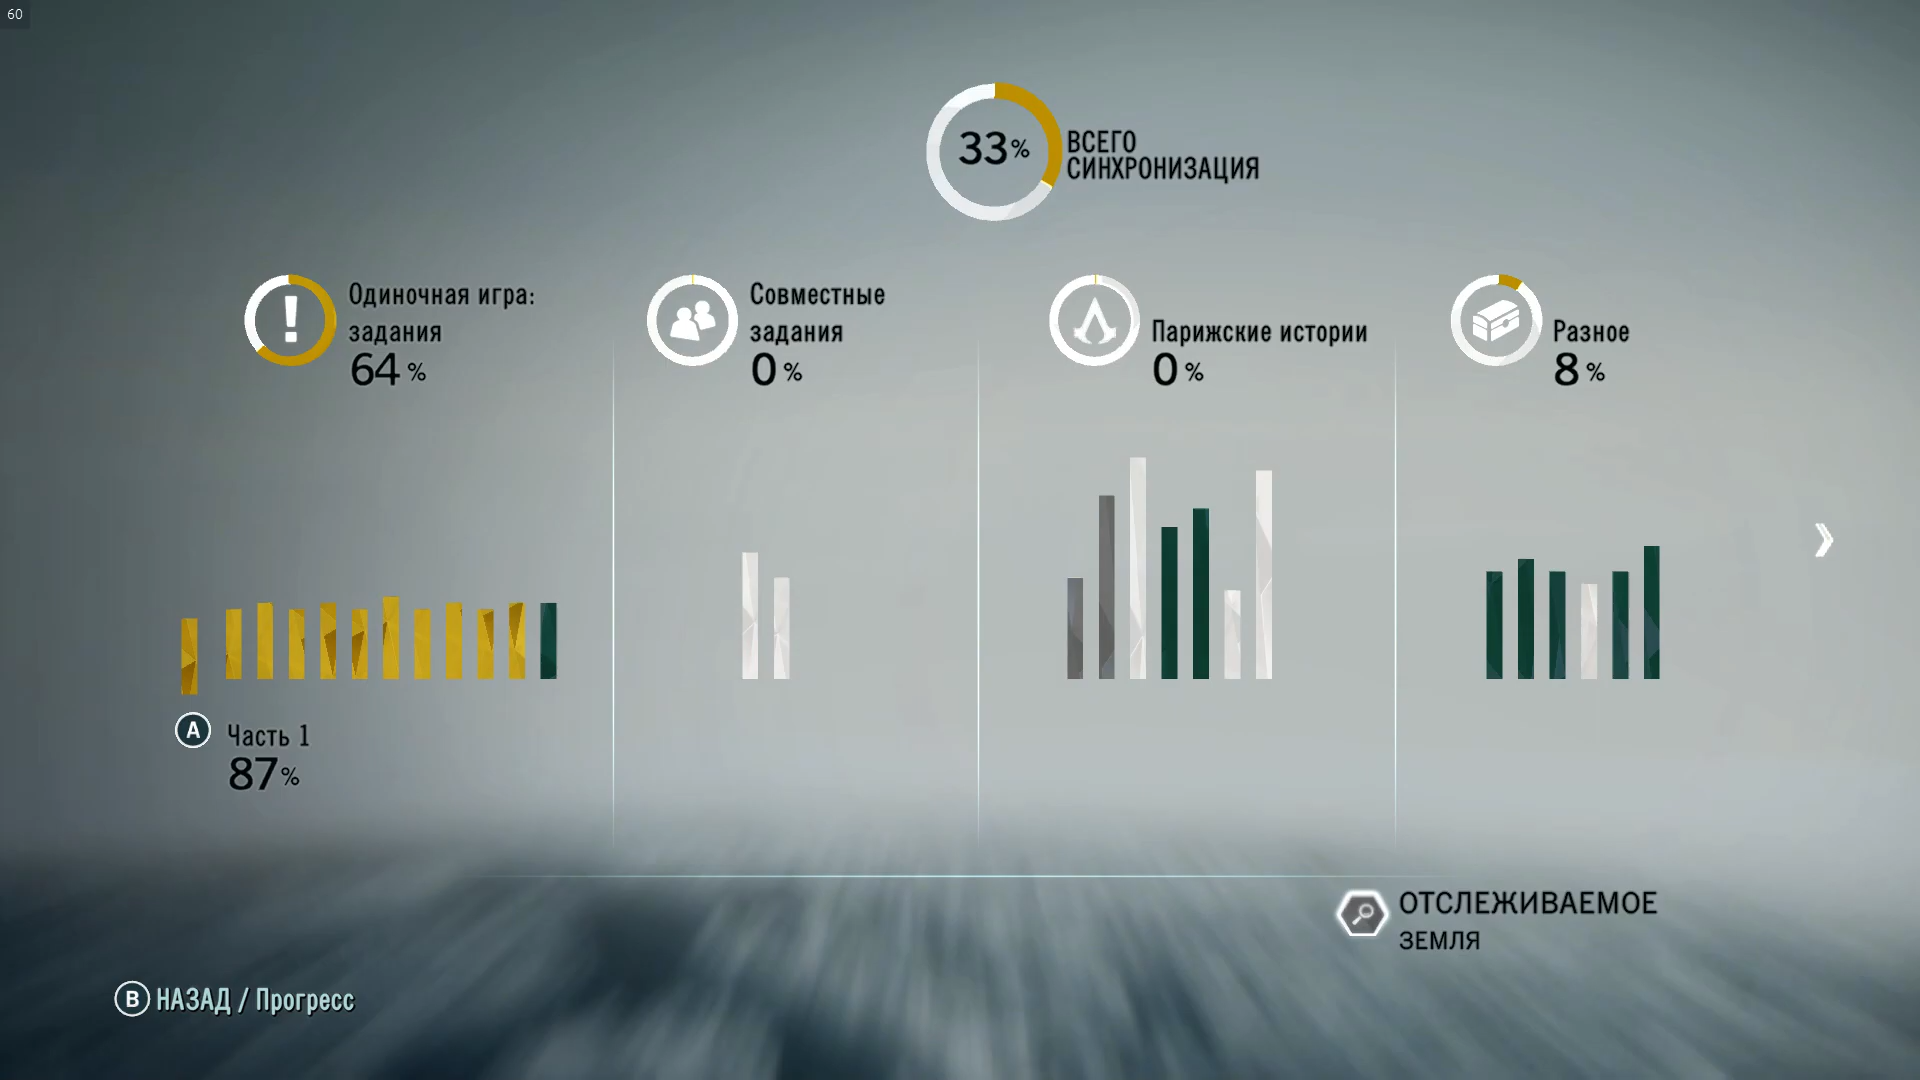 60
33%
ВСЕГО
СИНХРОНИЗАЦИЯ
Одиночная игра:
задания
64 %
Совместные
задания
0 %
Парижские истории
0 %
Разное
8 %
A Часть 1
87%
ОТСЛЕЖИВАЕМОЕ
ЗЕМЛЯ
B НАЗАД / Прогресс